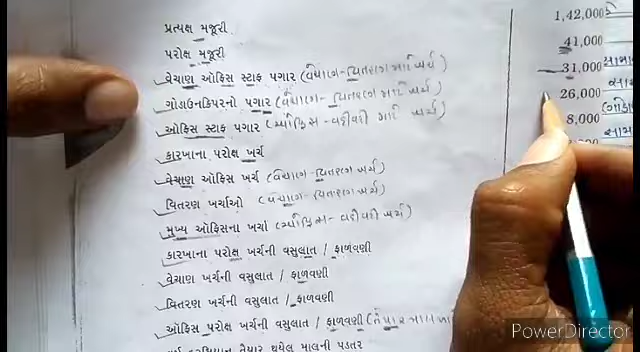 પ્રત્યક્ષ મજૂરી
પરોક્ષ મજૂરી
વેચાણ ઓફિસ સ્ટાફ પગાર (વેચાણ-વિતરણ માટે ખર્ચ) 1,42,000
ગોડાઉનકિપરનો પગાર (વેચાણ-વિતરણ માટે ખર્ચ) 41,000
ઓફિસ સ્ટાફ પગાર (ઓફિસ-વહીવટી માટે ખર્ચ) 31,000
કારખાના પરોક્ષ ખર્ચ 26,000
વેચાણ ઓફિસ ખર્ચ (વેચાણ-વિતરણ ખર્ચ) 8,000
વિતરણ ખર્ચાઓ (વેચાણ-વિતરણ ખર્ચ)
મુખ્ય ઓફિસના ખર્ચા (ઓફિસ-વહીવટી ખર્ચ)
કારખાના પરોક્ષ ખર્ચની વસુલાત / ફાળવણી
વેચાણ ખર્ચની વસુલાત / ફાળવણી
વિતરણ ખર્ચની વસુલાત / ફાળવણી
ઓફિસ પરોક્ષ ખર્ચની વસુલાત / ફાળવણી (તૈયાર માલ
તૈયાર થયેલ માલની પડતર
PowerDirector